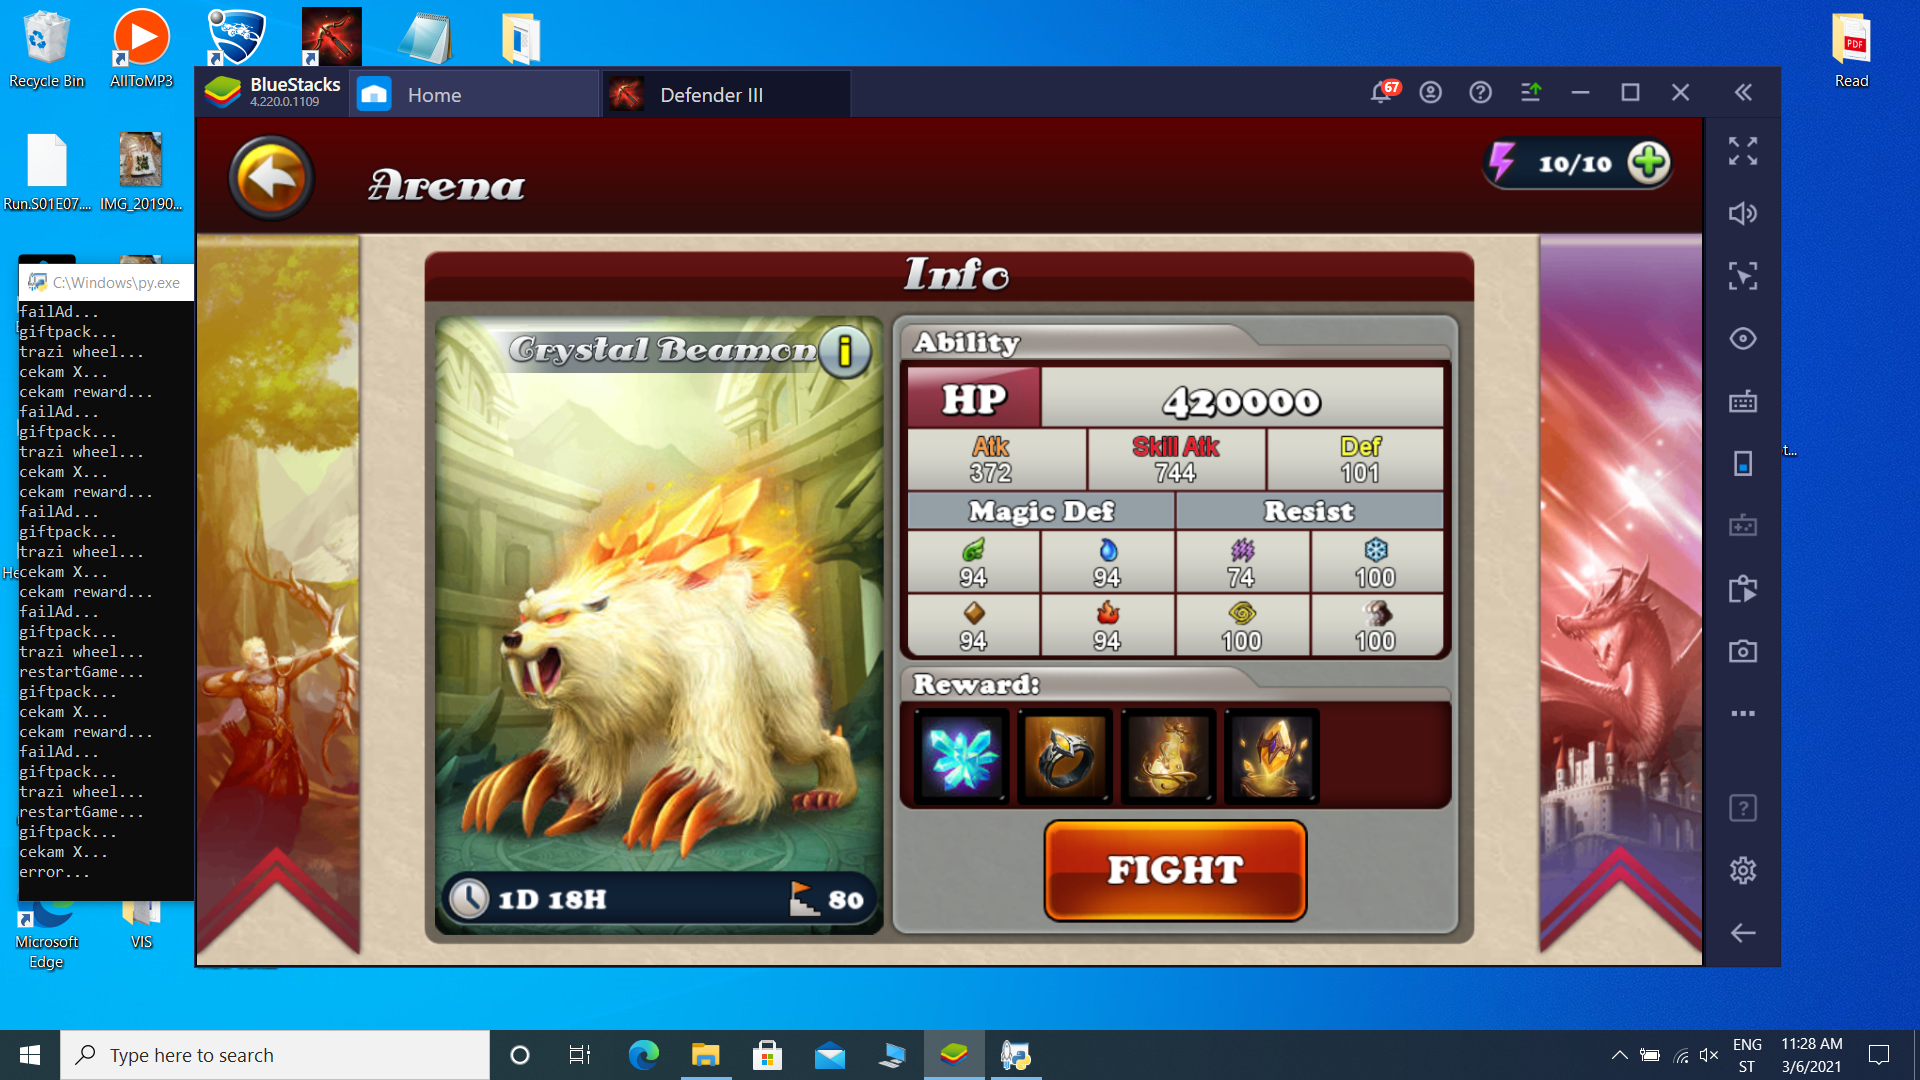 Recycle Bin
AllToMP3
Read
Run.S01E07....
IMG_20190...
BlueStacks
4.220.0.1109
Home
Defender III
67
Arena
10/10
Info
Crystal Beamon
i
1D 18H
80
Ability
HP
420000
Atk
372
Skill Atk
744
Def
101
Magic Def
Resist
94
94
74
100
94
94
100
100
Reward:
FIGHT
C:\Windows\py.exe
failAd...
giftpack...
trazi wheel...
cekam X...
cekam reward...
failAd...
giftpack...
trazi wheel...
cekam X...
cekam reward...
failAd...
giftpack...
trazi wheel...
cekam X...
cekam reward...
failAd...
giftpack...
trazi wheel...
restartGame...
giftpack...
cekam X...
cekam reward...
failAd...
giftpack...
trazi wheel...
restartGame...
giftpack...
cekam X...
error...
Microsoft
Edge
VIS
Type here to search
ENG
ST
11:28 AM
3/6/2021